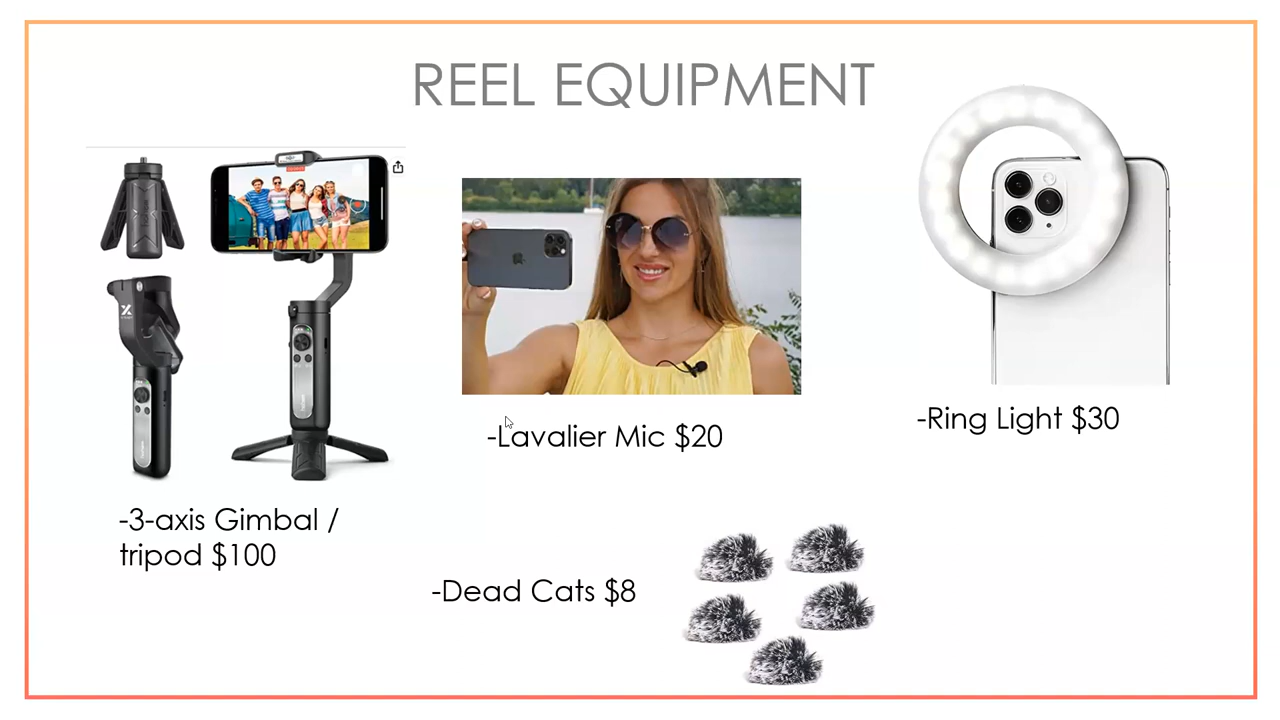 REEL EQUIPMENT
-3-axis Gimbal /
tripod $100
-Lavalier Mic $20
-Ring Light $30
-Dead Cats $8